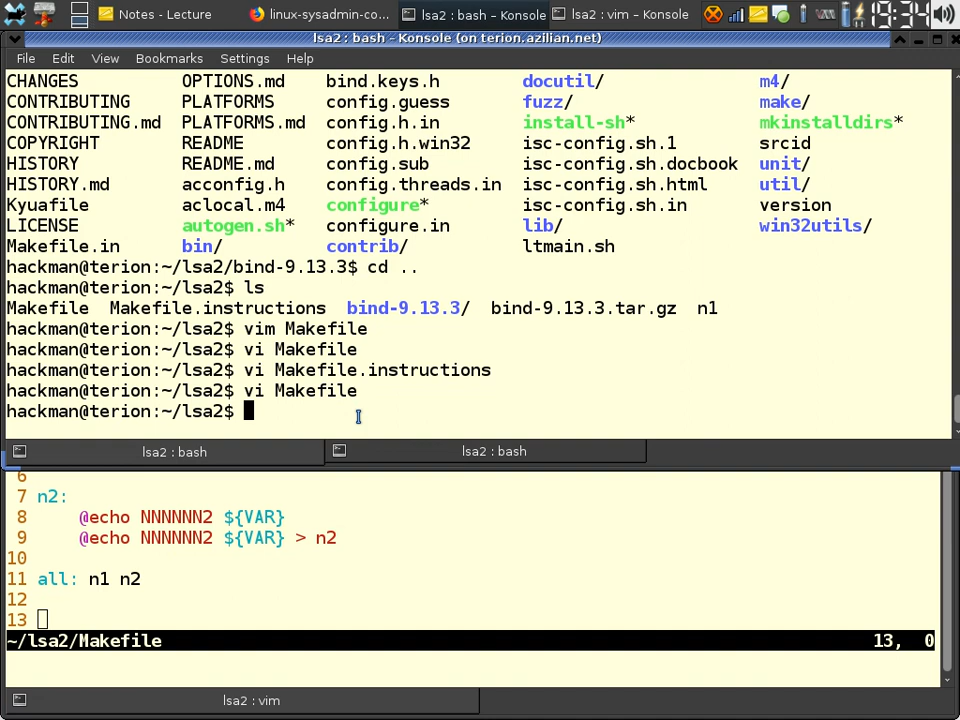 Notes - Lecture linux-sysadmin-co... lsa2 : bash – Konsole lsa2 : vim – Konsole 19:34
lsa2 : bash – Konsole (on terion.azilian.net)
File Edit View Bookmarks Settings Help
CHANGES OPTIONS.md bind.keys.h docutil/ m4/
CONTRIBUTING PLATFORMS config.guess fuzz/ make/
CONTRIBUTING.md PLATFORMS.md config.h.in install-sh* mkinstalldirs*
COPYRIGHT README config.h.win32 isc-config.sh.1 srcid
HISTORY README.md config.sub isc-config.sh.docbook unit/
HISTORY.md acconfig.h config.threads.in isc-config.sh.html util/
Kyuafile aclocal.m4 configure* isc-config.sh.in version
LICENSE autogen.sh* configure.in lib/ win32utils/
Makefile.in bin/ contrib/ ltmain.sh
hackman@terion:~/lsa2/bind-9.13.3$ cd ..
hackman@terion:~/lsa2$ ls
Makefile Makefile.instructions bind-9.13.3/ bind-9.13.3.tar.gz n1
hackman@terion:~/lsa2$ vim Makefile
hackman@terion:~/lsa2$ vi Makefile
hackman@terion:~/lsa2$ vi Makefile.instructions
hackman@terion:~/lsa2$ vi Makefile
hackman@terion:~/lsa2$
lsa2 : bash lsa2 : bash
6
7 n2:
8 @echo NNNNNN2 ${VAR}
9 @echo NNNNNN2 ${VAR} > n2
10
11 all: n1 n2
12
13
~/lsa2/Makefile 13, 0
lsa2 : vim